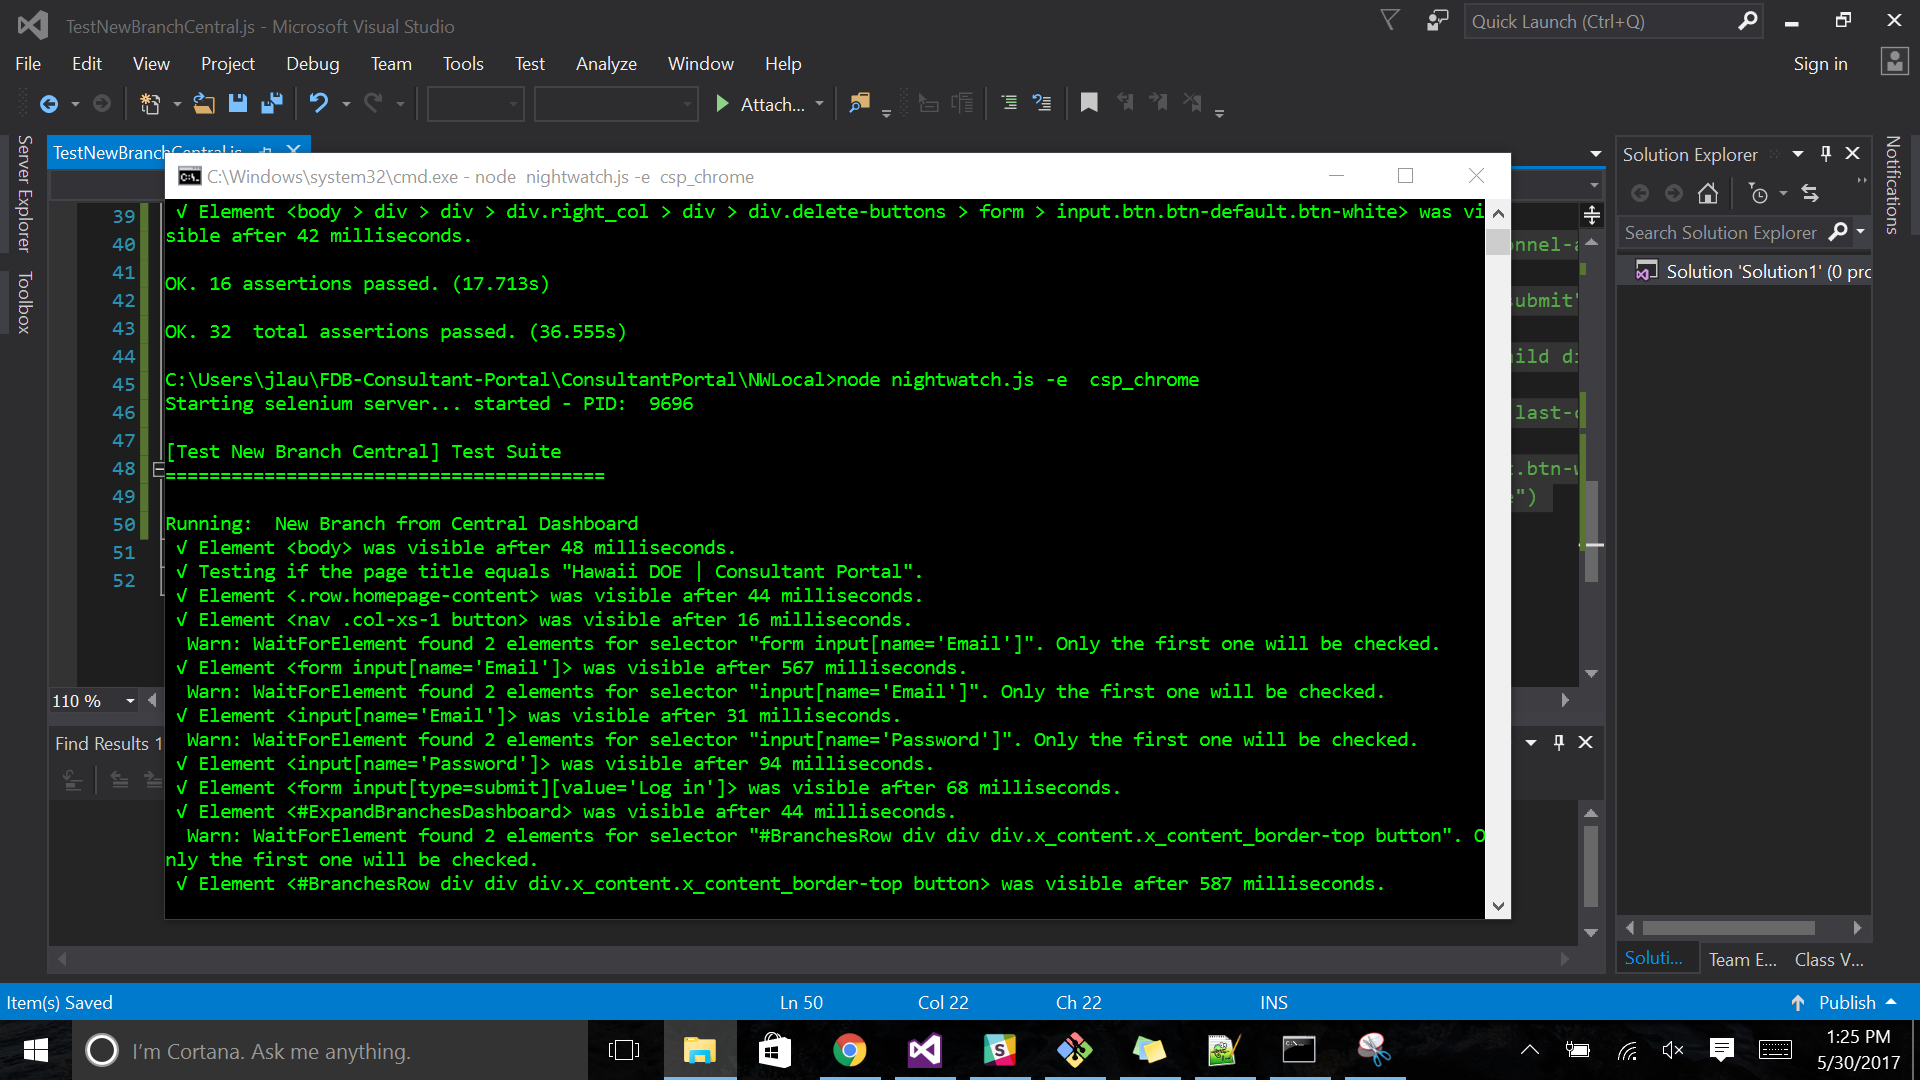 TestNewBranchCentral.js - Microsoft Visual Studio
Quick Launch (Ctrl+Q)
File Edit View Project Debug Team Tools Test Analyze Window Help
Sign in
Attach...
Server Explorer
Toolbox
TestNewBranchCentral.js
C:\Windows\system32\cmd.exe - node  nightwatch.js -e  csp_chrome
√ Element <body > div > div > div.right_col > div > div.delete-buttons > form > input.btn.btn-default.btn-white> was vi
sible after 42 milliseconds.
OK. 16 assertions passed. (17.713s)
OK. 32  total assertions passed. (36.555s)
C:\Users\jlau\FDB-Consultant-Portal\ConsultantPortal\NWLocal>node nightwatch.js -e  csp_chrome
Starting selenium server... started - PID:  9696
[Test New Branch Central] Test Suite
========================================
Running:  New Branch from Central Dashboard
√ Element <body> was visible after 48 milliseconds.
√ Testing if the page title equals "Hawaii DOE | Consultant Portal".
√ Element <.row.homepage-content> was visible after 44 milliseconds.
√ Element <nav .col-xs-1 button> was visible after 16 milliseconds.
Warn: WaitForElement found 2 elements for selector "form input[name='Email']". Only the first one will be checked.
√ Element <form input[name='Email']> was visible after 567 milliseconds.
Warn: WaitForElement found 2 elements for selector "input[name='Email']". Only the first one will be checked.
√ Element <input[name='Email']> was visible after 31 milliseconds.
Warn: WaitForElement found 2 elements for selector "input[name='Password']". Only the first one will be checked.
√ Element <input[name='Password']> was visible after 94 milliseconds.
√ Element <form input[type=submit][value='Log in']> was visible after 68 milliseconds.
√ Element <#ExpandBranchesDashboard> was visible after 44 milliseconds.
Warn: WaitForElement found 2 elements for selector "#BranchesRow div div div.x_content.x_content_border-top button". O
nly the first one will be checked.
√ Element <#BranchesRow div div div.x_content.x_content_border-top button> was visible after 587 milliseconds.
39
40
41
42
43
44
45
46
47
48
49
50
51
52
nnel-a
submit'
ild di
last-c
t.btn-w
e")
110 %
Find Results 1
Solution Explorer
Search Solution Explorer
Solution 'Solution1' (0 pro
Soluti... Team E... Class V...
Notifications
Item(s) Saved Ln 50 Col 22 Ch 22 INS Publish
I'm Cortana. Ask me anything.
1:25 PM
5/30/2017